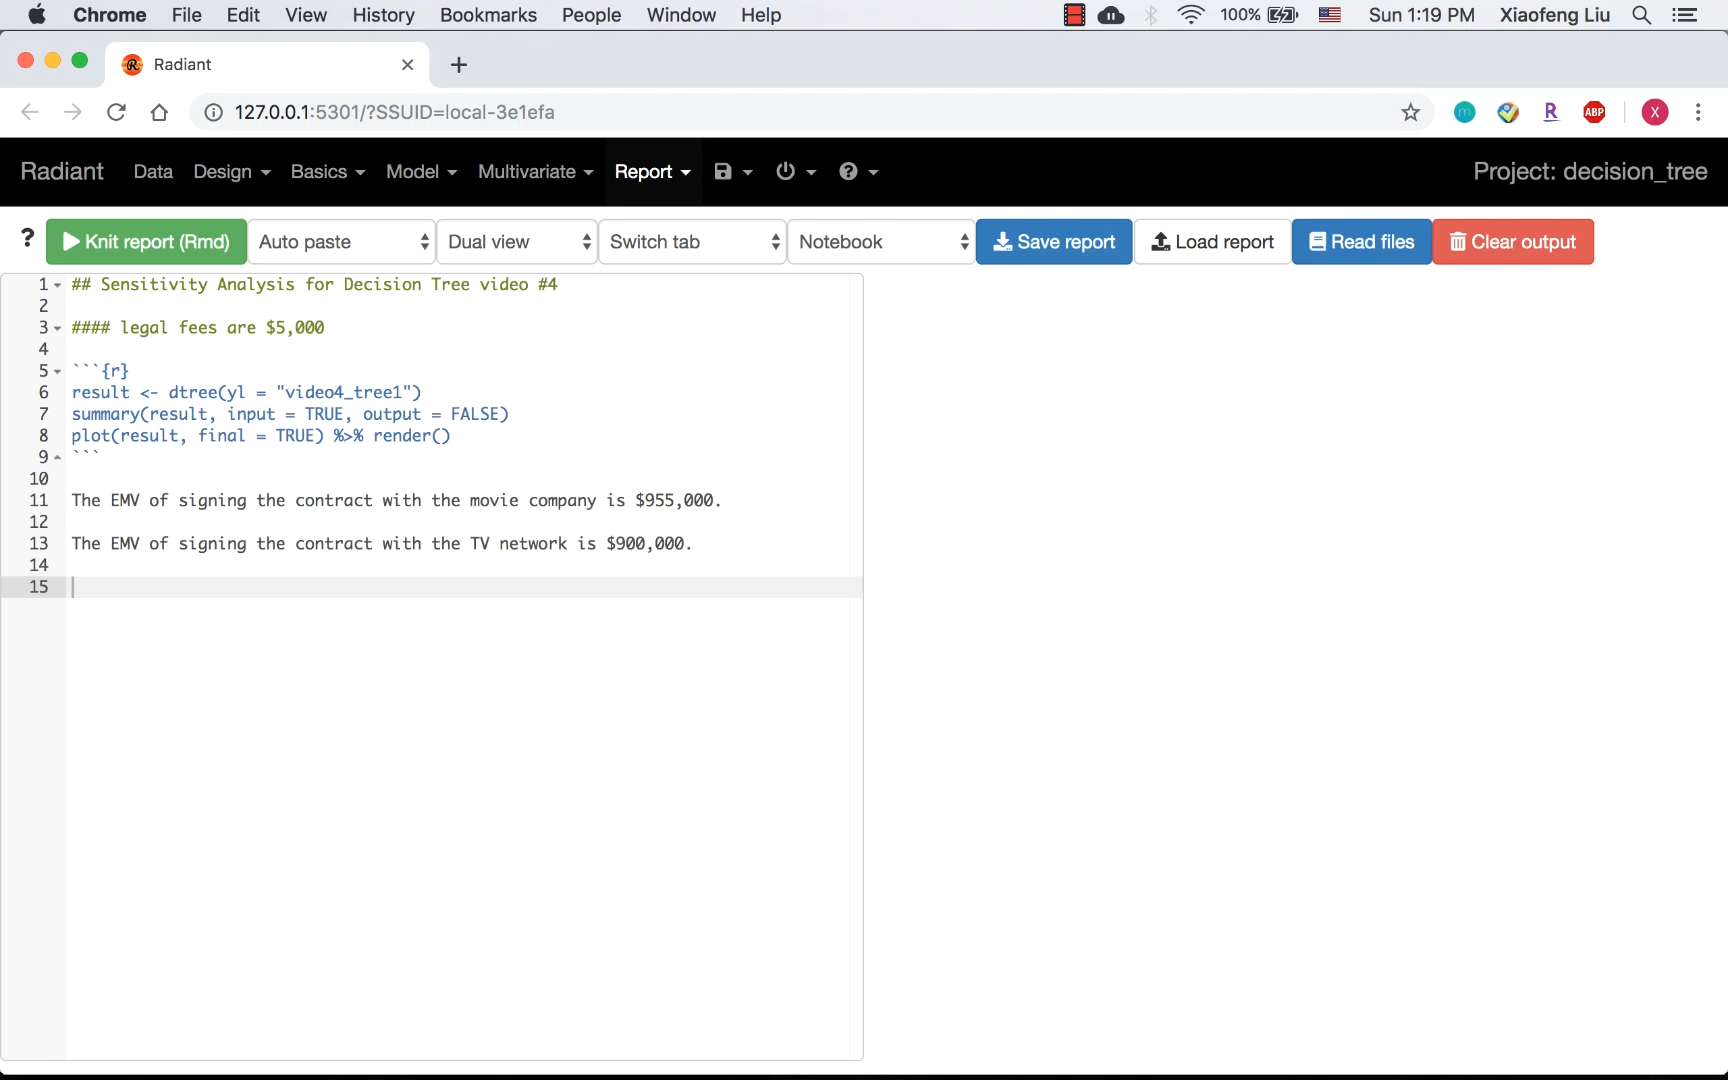 Chrome File Edit View History Bookmarks People Window Help 100% Sun 1:19 PM Xiaofeng Liu
Radiant
127.0.0.1:5301/?SSUID=local-3e1efa m R ABP X
Radiant Data Design Basics Model Multivariate Report ? Project: decision_tree
? Knit report (Rmd) Auto paste Dual view Switch tab Notebook Save report Load report Read files Clear output
1 ## Sensitivity Analysis for Decision Tree video #4
2
3 #### legal fees are $5,000
4
5 ```{r}
6 result <- dtree(yl = "video4_tree1")
7 summary(result, input = TRUE, output = FALSE)
8 plot(result, final = TRUE) %>% render()
9 ```
10
11 The EMV of signing the contract with the movie company is $955,000.
12
13 The EMV of signing the contract with the TV network is $900,000.
14
15